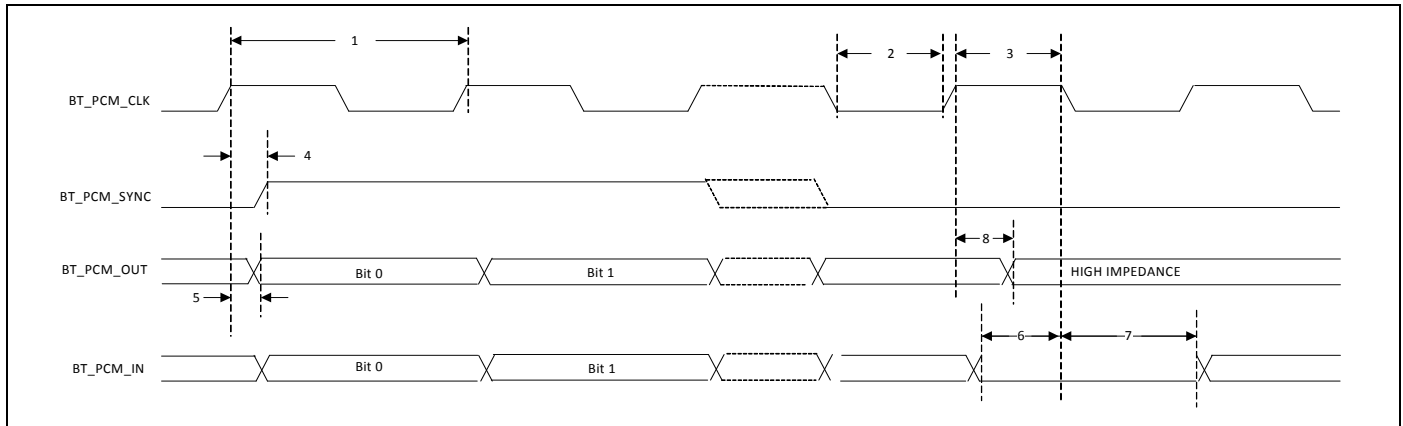 1
2
3
BT_PCM_CLK
4
BT_PCM_SYNC
8
BT_PCM_OUT
Bit 0
Bit 1
HIGH IMPEDANCE
5
6
7
BT_PCM_IN
Bit 0
Bit 1